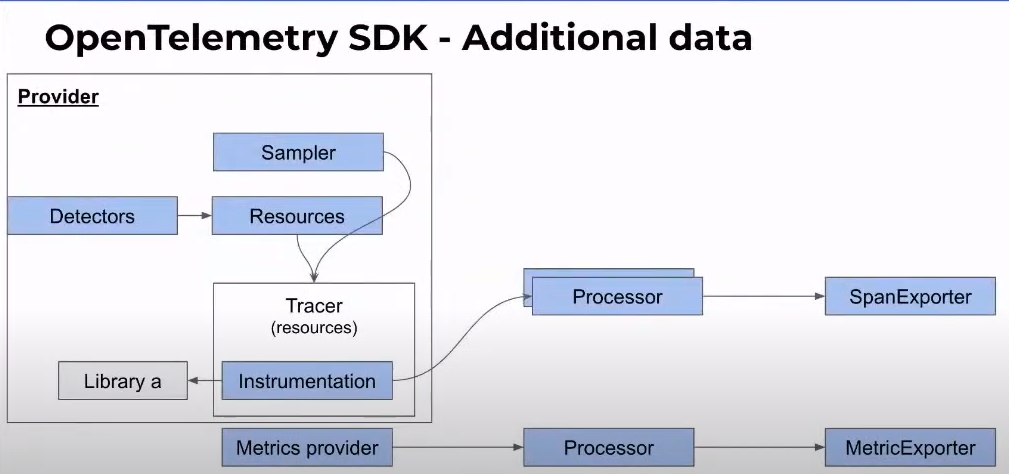 OpenTelemetry SDK - Additional data
Provider
Sampler
Detectors
Resources
Tracer
(resources)
Processor
SpanExporter
Library a
Instrumentation
Metrics provider
Processor
MetricExporter